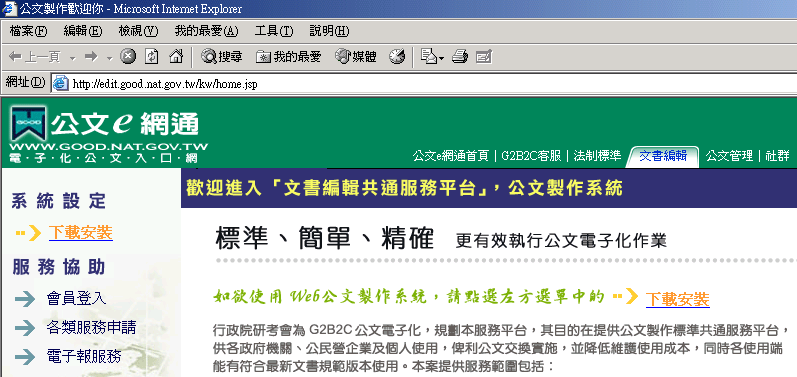 公文製作歡迎你 - Microsoft Internet Explorer
檔案(F) 編輯(E) 檢視(V) 我的最愛(A) 工具(T) 說明(H)
上一頁 搜尋 我的最愛 媒體
網址(D) http://edit.good.nat.gov.tw/kw/home.jsp
公文e網通
WWW.GOOD.NAT.GOV.TW
電‧子‧化‧公‧文‧入‧口‧網
公文e網通首頁 | G2B2C客服 | 法制標準 文書編輯 公文管理 | 社群
歡迎進入「文書編輯共通服務平台」，公文製作系統
系統設定
下載安裝
服務協助
會員登入
各類服務申請
電子報服務
標準、簡單、精確 更有效執行公文電子化作業
如欲使用 Web公文製作系統，請點選左方選單中的 下載安裝
行政院研考會為 G2B2C 公文電子化，規劃本服務平台，其目的在提供公文製作標準共通服務平台，
供各政府機關、公民營企業及個人使用，俾利公文交換實施，並降低維護使用成本，同時各使用端
能有符合最新文書規範版本使用。本案提供服務範圍包括：